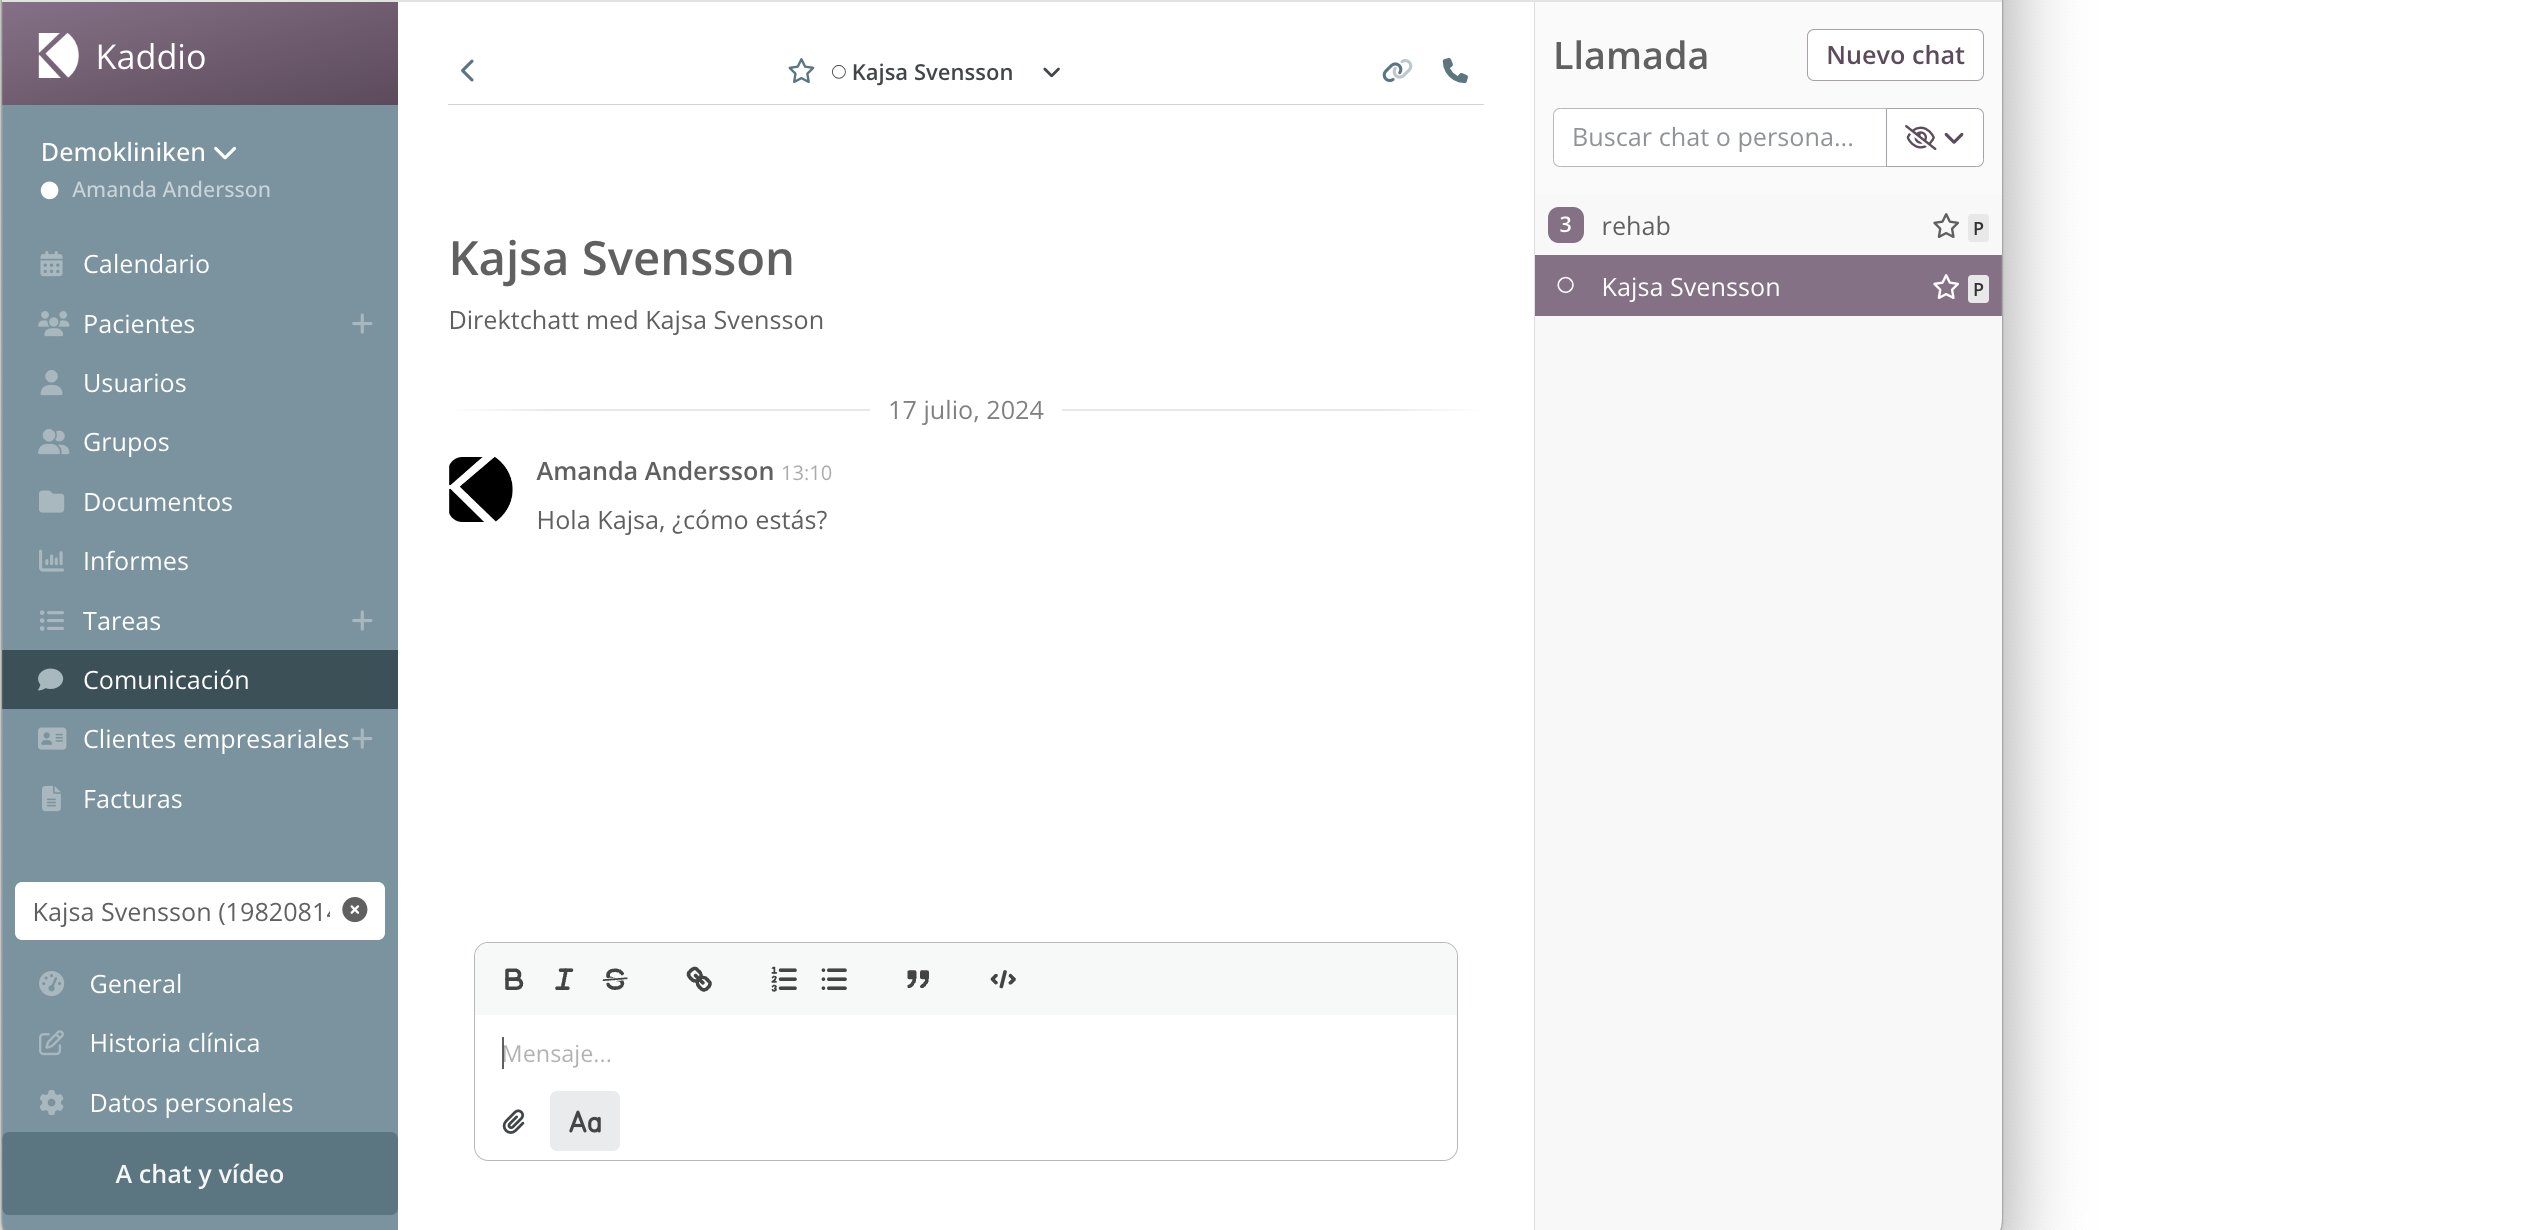 Kaddio
Demokliniken
Amanda Andersson
Calendario
Pacientes
Usuarios
Grupos
Documentos
Informes
Tareas
Comunicación
Clientes empresariales
Facturas
Kajsa Svensson (1982081
General
Historia clínica
Datos personales
A chat y vídeo
Kajsa Svensson
Kajsa Svensson
Direktchatt med Kajsa Svensson
17 julio, 2024
Amanda Andersson 13:10
Hola Kajsa, ¿cómo estás?
Mensaje...
Aa
Llamada
Nuevo chat
Buscar chat o persona...
3 rehab P
Kajsa Svensson P